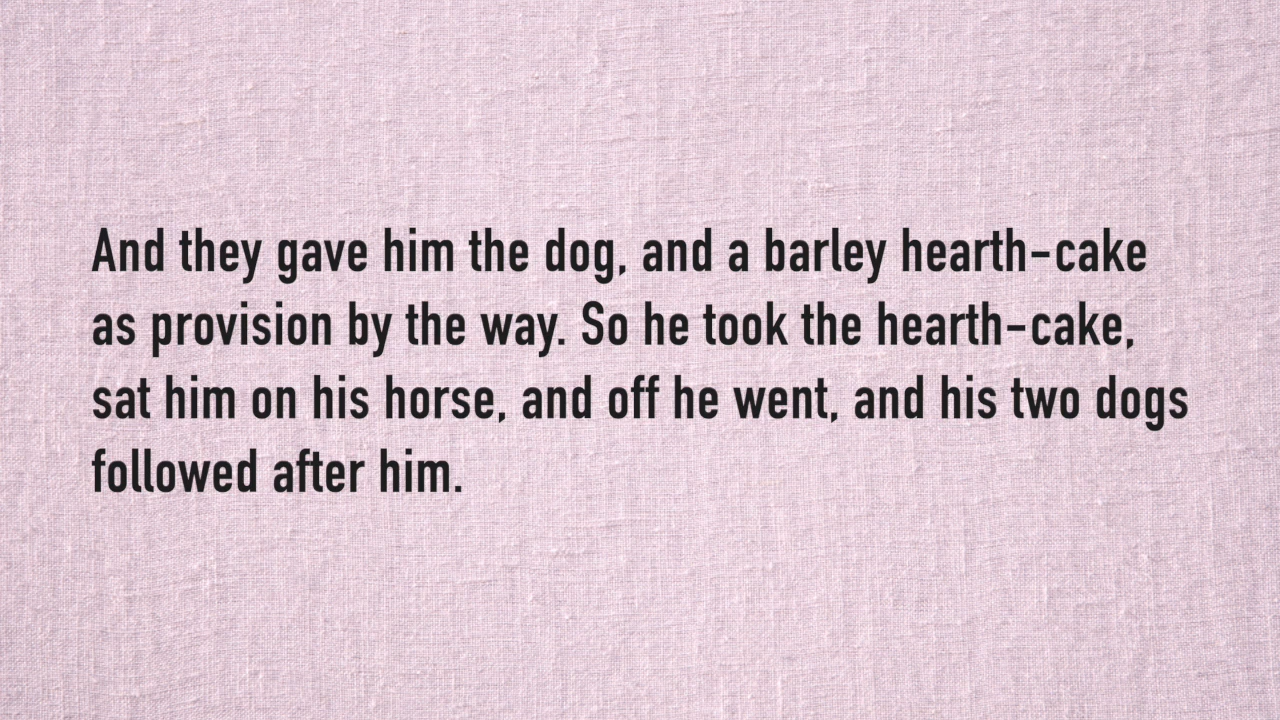 And they gave him the dog, and a barley hearth-cake
as provision by the way. So he took the hearth-cake,
sat him on his horse, and off he went, and his two dogs
followed after him.